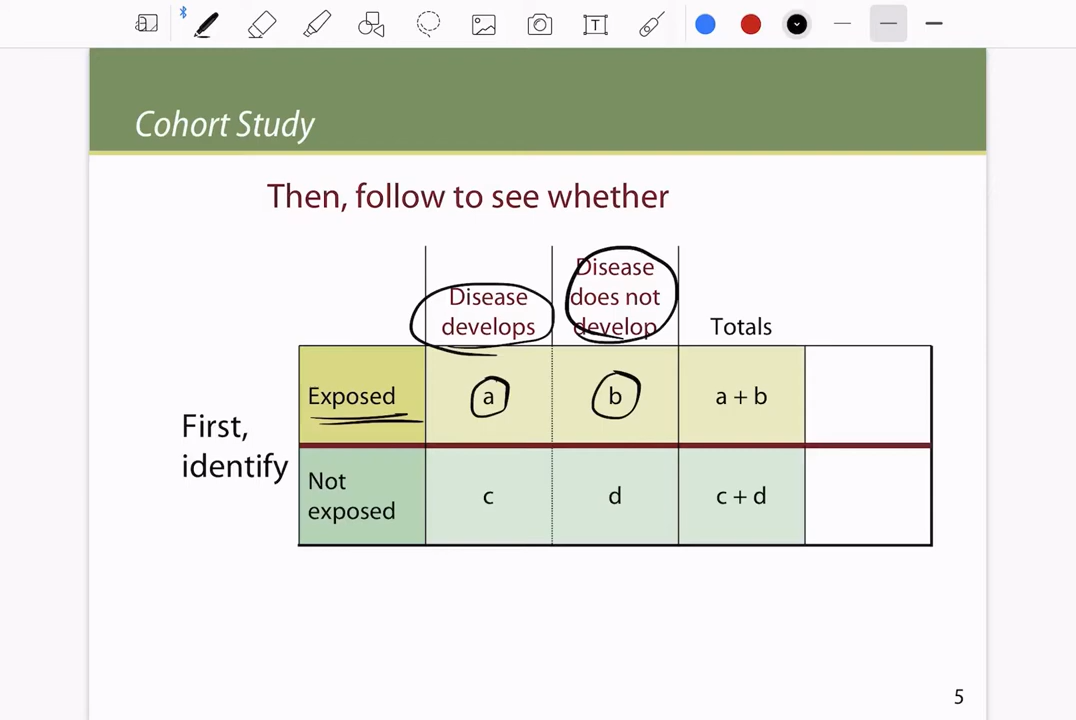 T
Cohort Study
Then, follow to see whether
Disease
develops
Disease
does not
develop
Totals
First,
identify
Exposed
a
b
a + b
Not
exposed
c
d
c + d
5